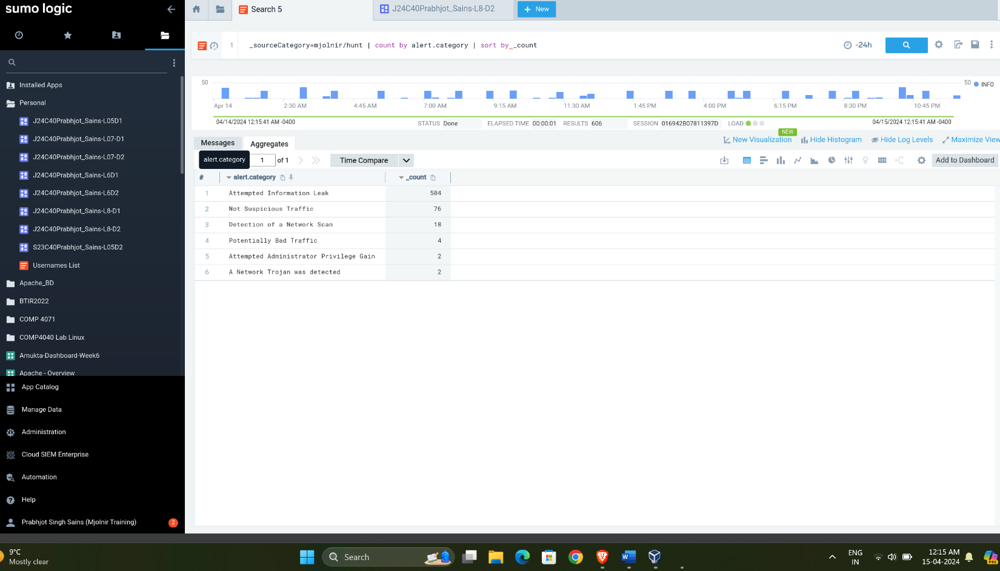 sumo logic
Search 5
J24C40Prabhjot_Sains-L8-D2
+ New
1 _sourceCategory=mjolnir/hunt | count by alert.category | sort by _count
-24h
Installed Apps
Personal
J24C40Prabhjot_Sains-L05D1
J24C40Prabhjot_Sains-L07-D1
J24C40Prabhjot_Sains-L07-D2
J24C40Prabhjot_Sains-L6D1
J24C40Prabhjot_Sains-L6D2
J24C40Prabhjot_Sains-L8-D1
J24C40Prabhjot_Sains-L8-D2
S23C40Prabhjot_Sains-L05D2
Usernames List
Apache_BD
BTIR2022
COMP 4071
COMP4040 Lab Linux
Amukta-Dashboard-Week6
Apache - Overview
App Catalog
Manage Data
Administration
Cloud SIEM Enterprise
Automation
Help
Prabhjot Singh Sains (Mjolnir Training) 2
50 50 INFO
Apr 14 2:30 AM 4:45 AM 7:00 AM 9:15 AM 11:30 AM 1:45 PM 4:00 PM 6:15 PM 8:30 PM 10:45 PM
04/14/2024 12:15:41 AM -0400 STATUS Done ELAPSED TIME 00:00:01 RESULTS 606 SESSION 016942B07811397D LOAD 04/15/2024 12:15:41 AM -0400
NEW
Messages Aggregates New Visualization Hide Histogram Hide Log Levels Maximize View
alert.category 1 of 1 Time Compare Add to Dashboard
# alert.category _count
1 Attempted Information Leak 504
2 Not Suspicious Traffic 76
3 Detection of a Network Scan 18
4 Potentially Bad Traffic 4
5 Attempted Administrator Privilege Gain 2
6 A Network Trojan was detected 2
9°C
Mostly clear
Search
ENG
IN
12:15 AM
15-04-2024
PRE